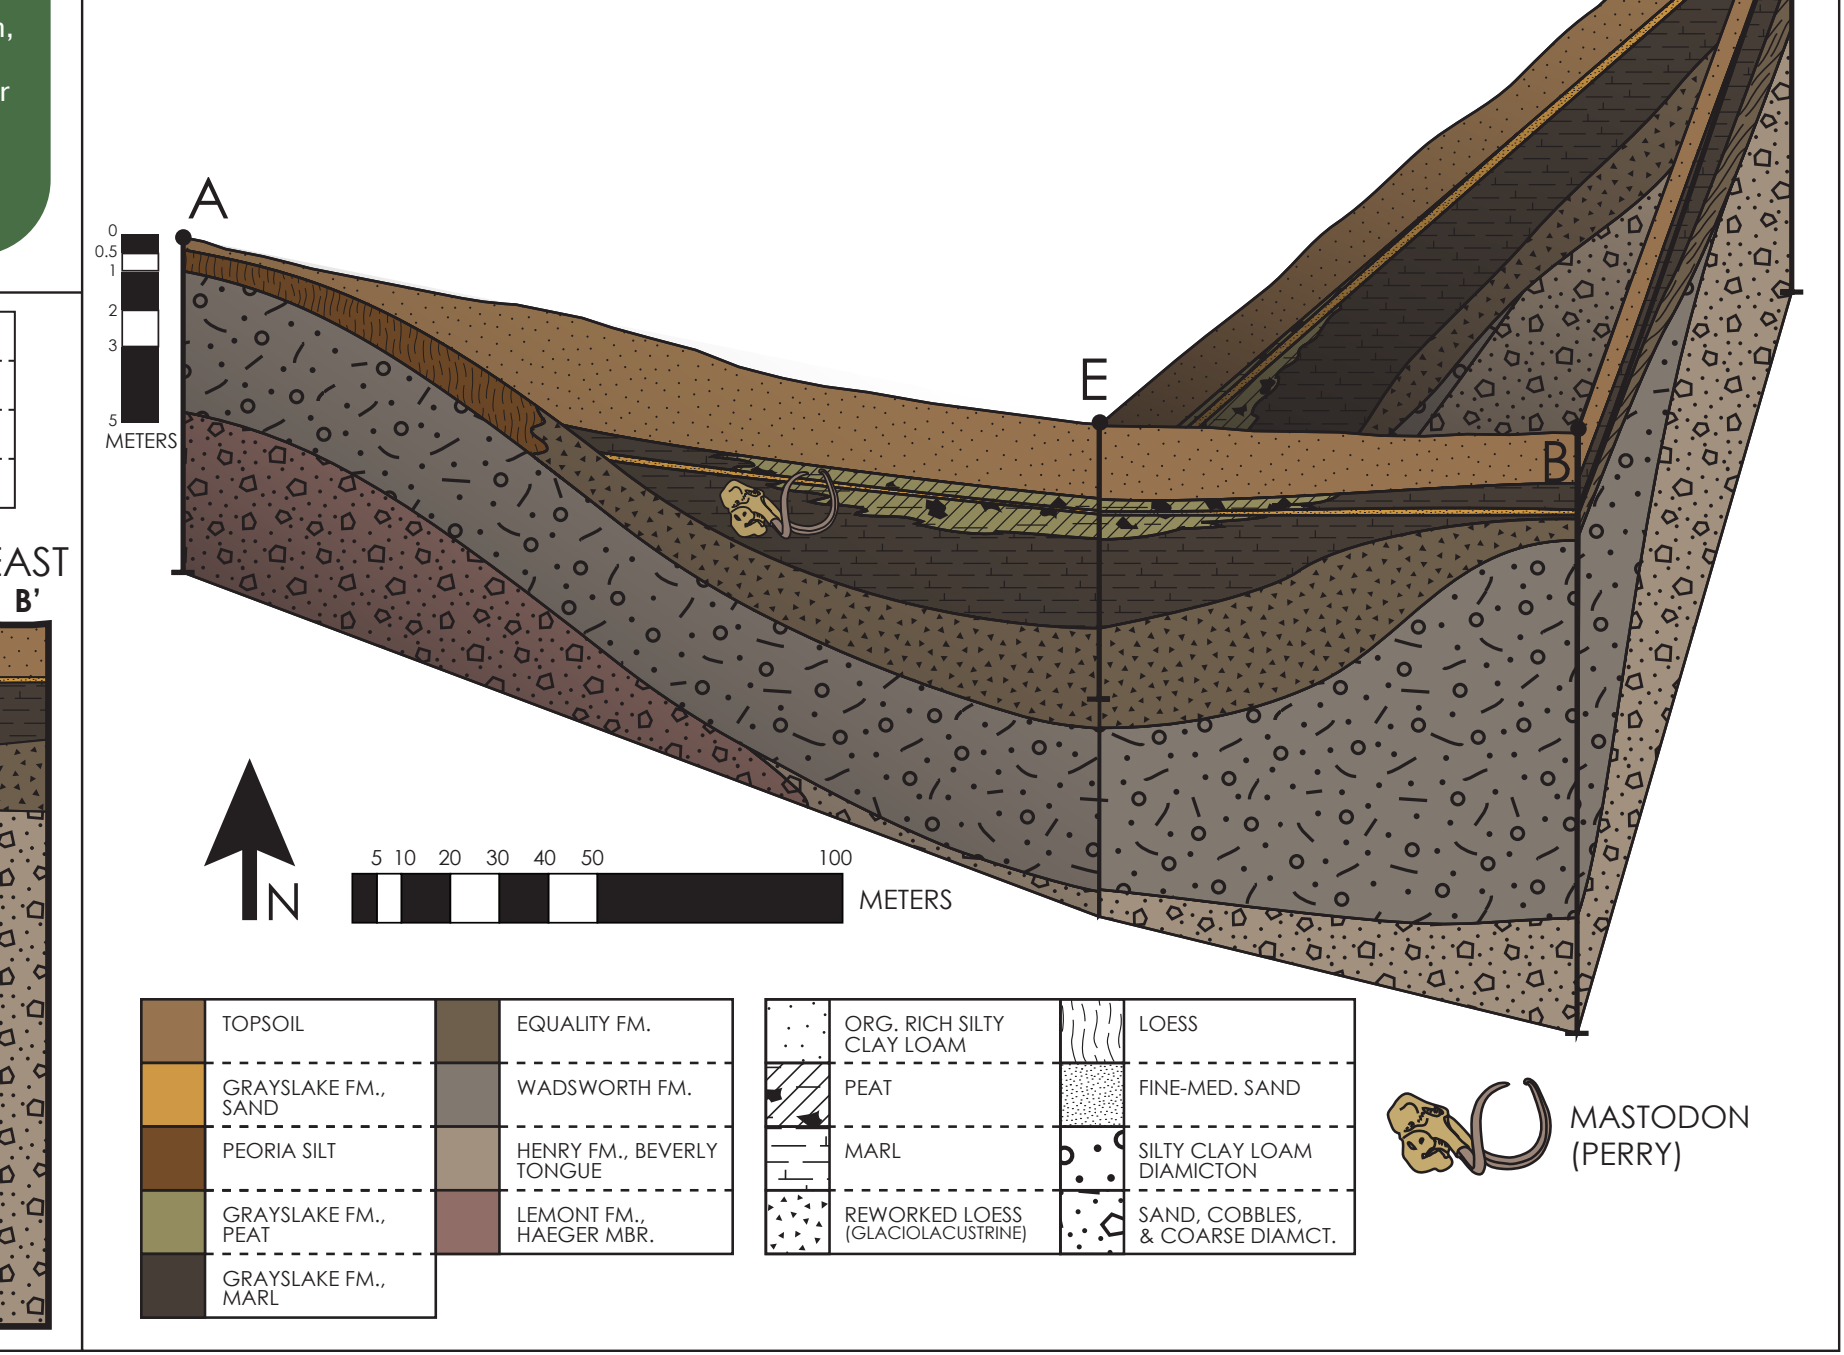 n,
r
A
0
0.5
1
2
3
5
METERS
E
B
EAST
B’
N
5 10 20 30 40 50 100
METERS
TOPSOIL
GRAYSLAKE FM.,
SAND
PEORIA SILT
GRAYSLAKE FM.,
PEAT
GRAYSLAKE FM.,
MARL
EQUALITY FM.
WADSWORTH FM.
HENRY FM., BEVERLY
TONGUE
LEMONT FM.,
HAEGER MBR.
ORG. RICH SILTY
CLAY LOAM
PEAT
MARL
REWORKED LOESS
(GLACIOLACUSTRINE)
LOESS
FINE-MED. SAND
SILTY CLAY LOAM
DIAMICTON
SAND, COBBLES,
& COARSE DIAMCT.
MASTODON
(PERRY)